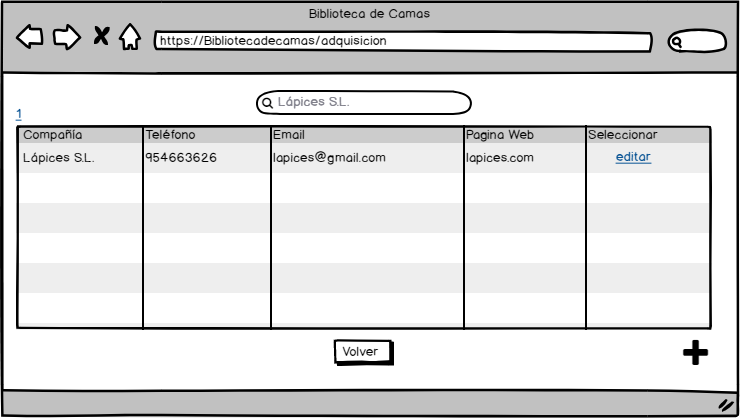 Biblioteca de Camas
https://Bibliotecadecamas/adquisicion
Lápices S.L.
1
Compañía Teléfono Email Pagina Web Seleccionar
Lápices S.L. 954663626 lapices@gmail.com lapices.com editar
Volver